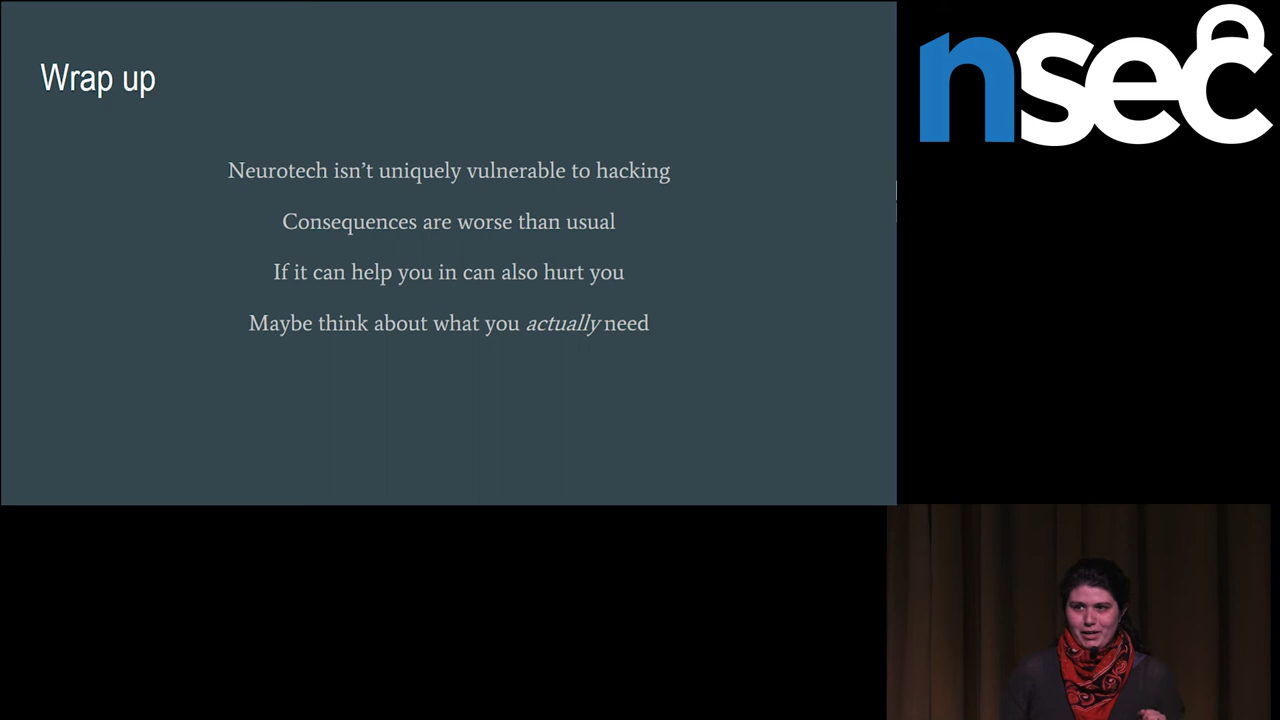 Wrap up
nsec
Neurotech isn't uniquely vulnerable to hacking
Consequences are worse than usual
If it can help you in can also hurt you
Maybe think about what you actually need